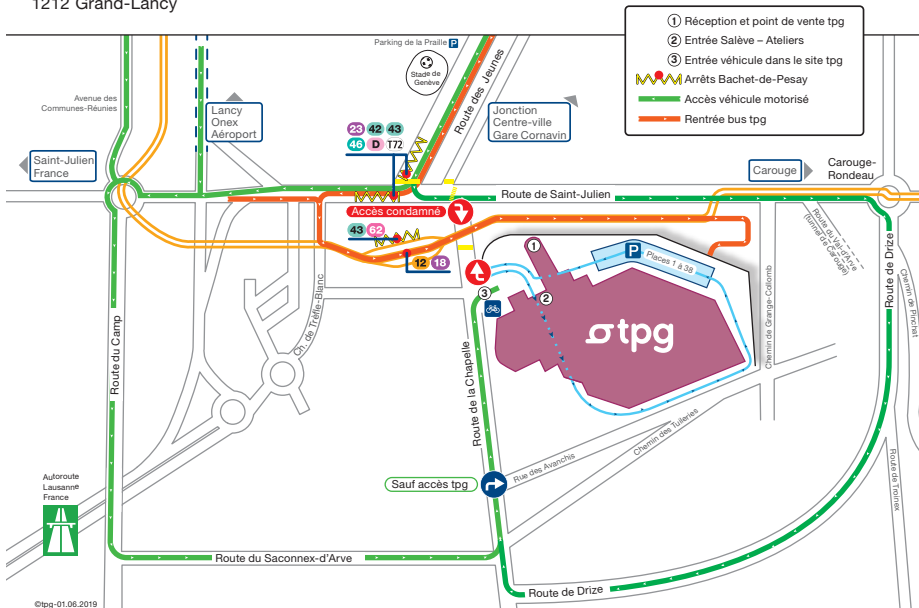 1212 Grand-Lancy
1 Réception et point de vente tpg
2 Entrée Salève – Ateliers
3 Entrée véhicule dans le site tpg
Arrêts Bachet-de-Pesay
Accès véhicule motorisé
Rentrée bus tpg
Parking de la Praille P
Stade de
Genève
Route des Jeunes
Avenue des
Communes-Réunies
Lancy
Onex
Aéroport
Jonction
Centre-ville
Gare Cornavin
23 42 43
46 D T72
Saint-Julien
France
Carouge
Carouge-
Rondeau
Route de Saint-Julien
Accès condamné
43 62
12 18
1
P Places 1 à 38
2
3
tpg
Route du Val-d'Arve
(tunnel de Carouge)
Route de Drize
Chemin de Pinchat
Chemin de Grange-Collomb
Ch. de Trèfle-Blanc
Route du Camp
Route de la Chapelle
Chemin des Tuileries
Rue des Avanchis
Sauf accès tpg
Route de Troinex
Autoroute
Lausanne
France
Route du Saconnex-d'Arve
Route de Drize
©tpg-01.06.2019